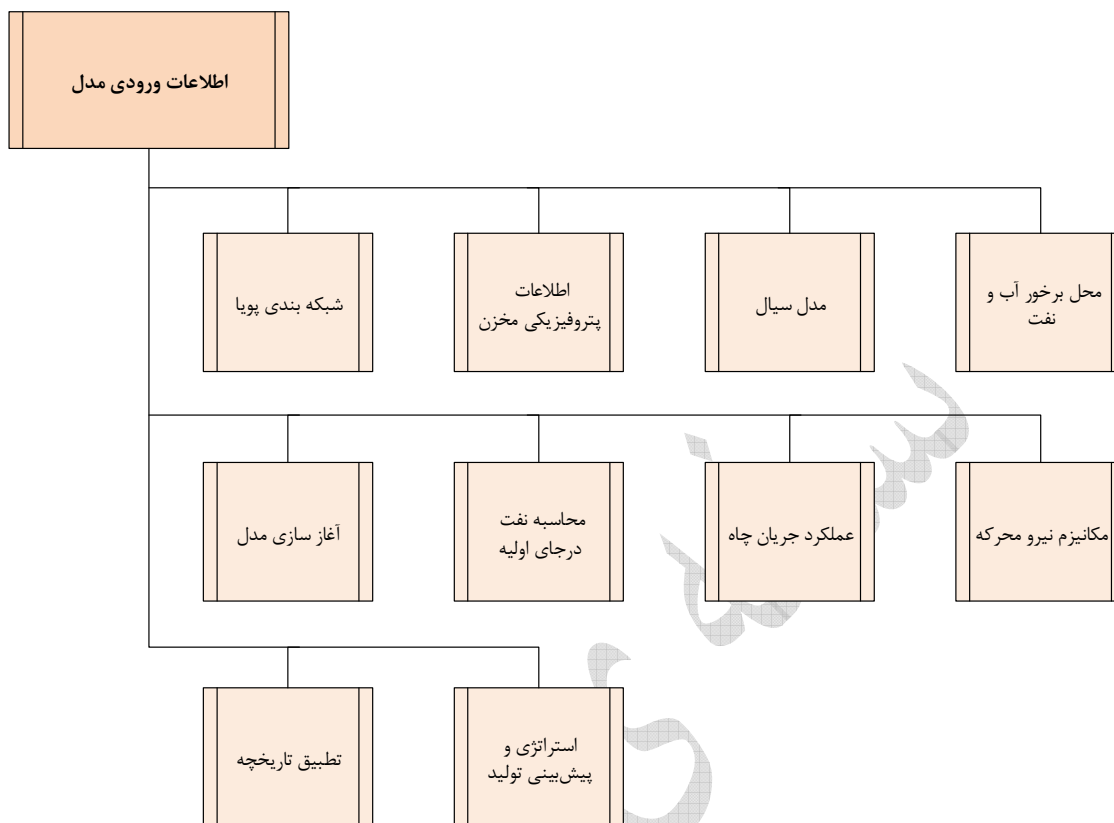 اطلاعات ورودی مدل
محل برخور آب و
نفت
مدل سیال
اطلاعات
پتروفیزیکی مخزن
شبکه بندی پویا
مکانیزم نیرو محرکه
عملکرد جریان چاه
محاسبه نفت
درجای اولیه
آغاز سازی مدل
استراتژی و
پیش‌بینی تولید
تطبیق تاریخچه